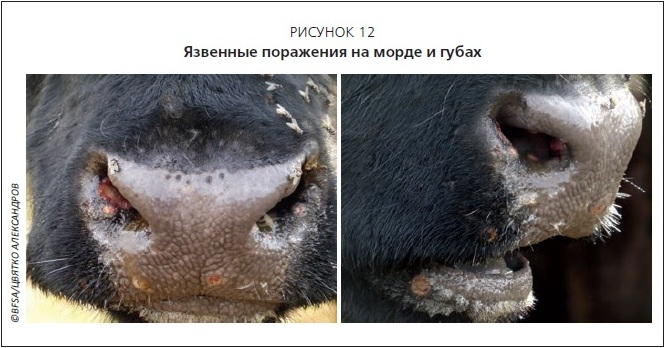 РИСУНОК 12
Язвенные поражения на морде и губах
©BFSA/ЦВЯТКО АЛЕКСАНДРОВ